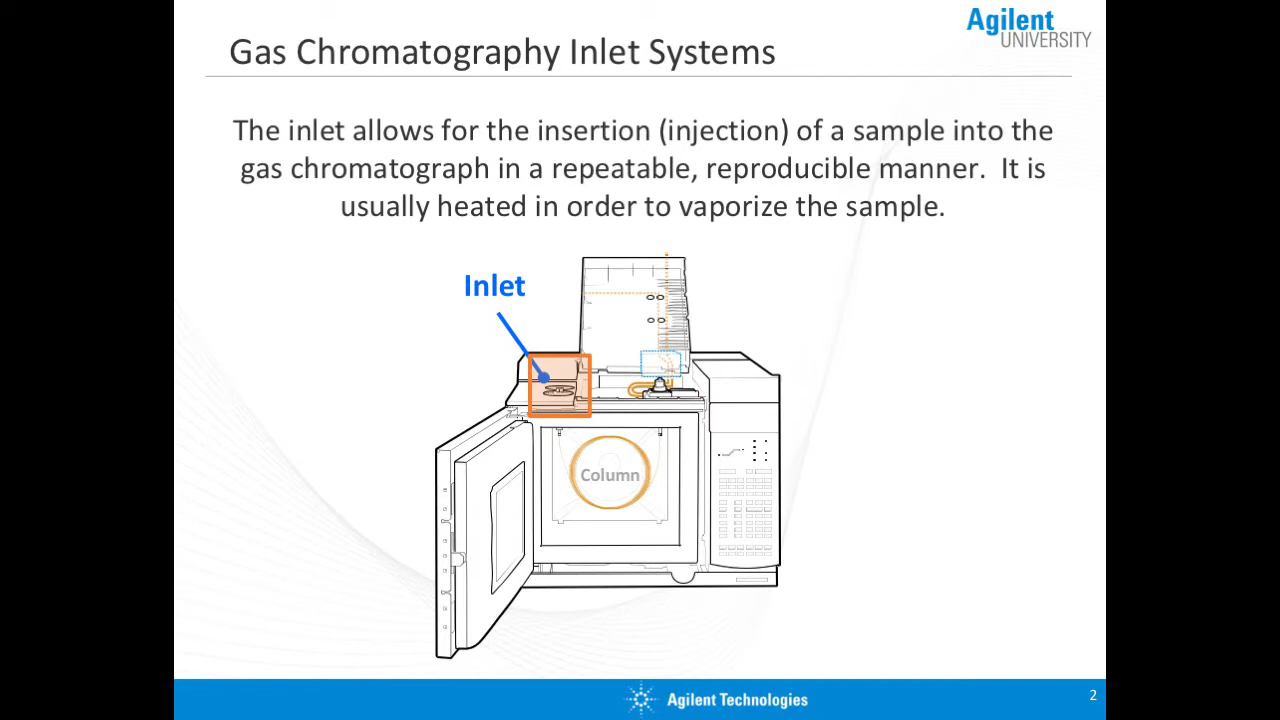 Agilent
UNIVERSITY
Gas Chromatography Inlet Systems
The inlet allows for the insertion (injection) of a sample into the
gas chromatograph in a repeatable, reproducible manner.  It is
usually heated in order to vaporize the sample.
Inlet
Column
Agilent Technologies
2